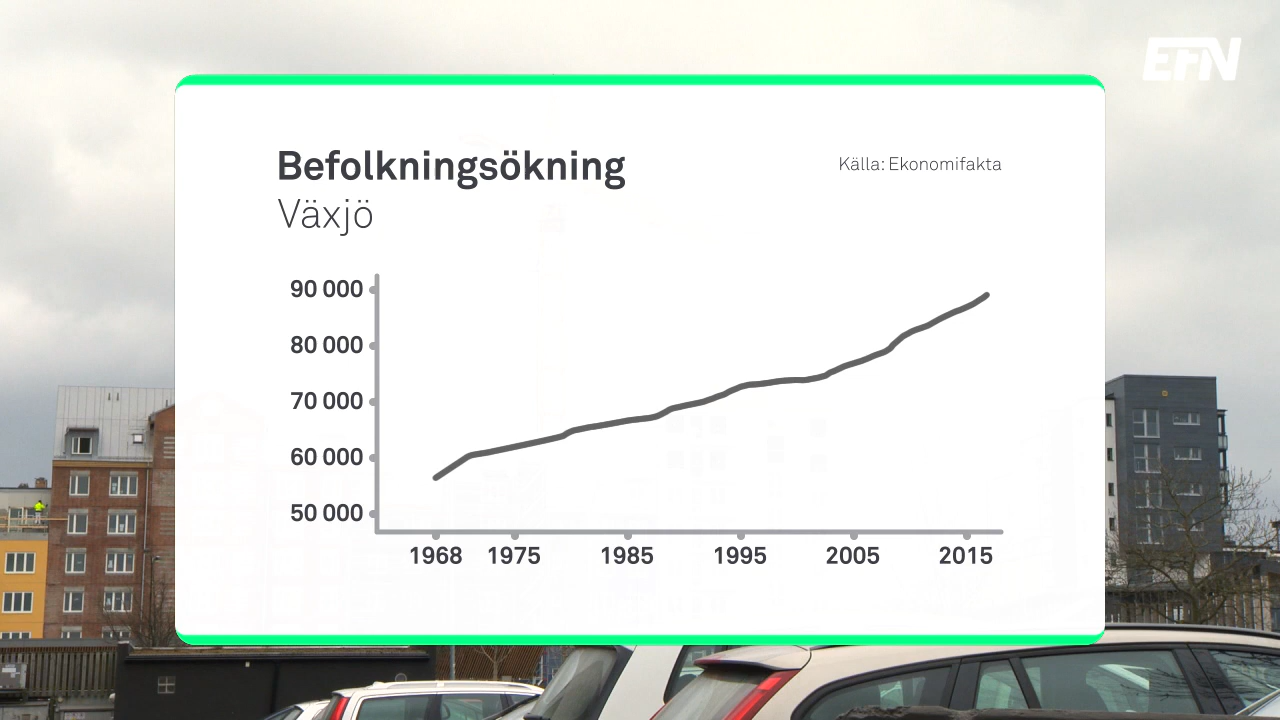 EFN
Befolkningsökning
Källa: Ekonomifakta
Växjö
90 000
80 000
70 000
60 000
50 000
1968 1975 1985 1995 2005 2015